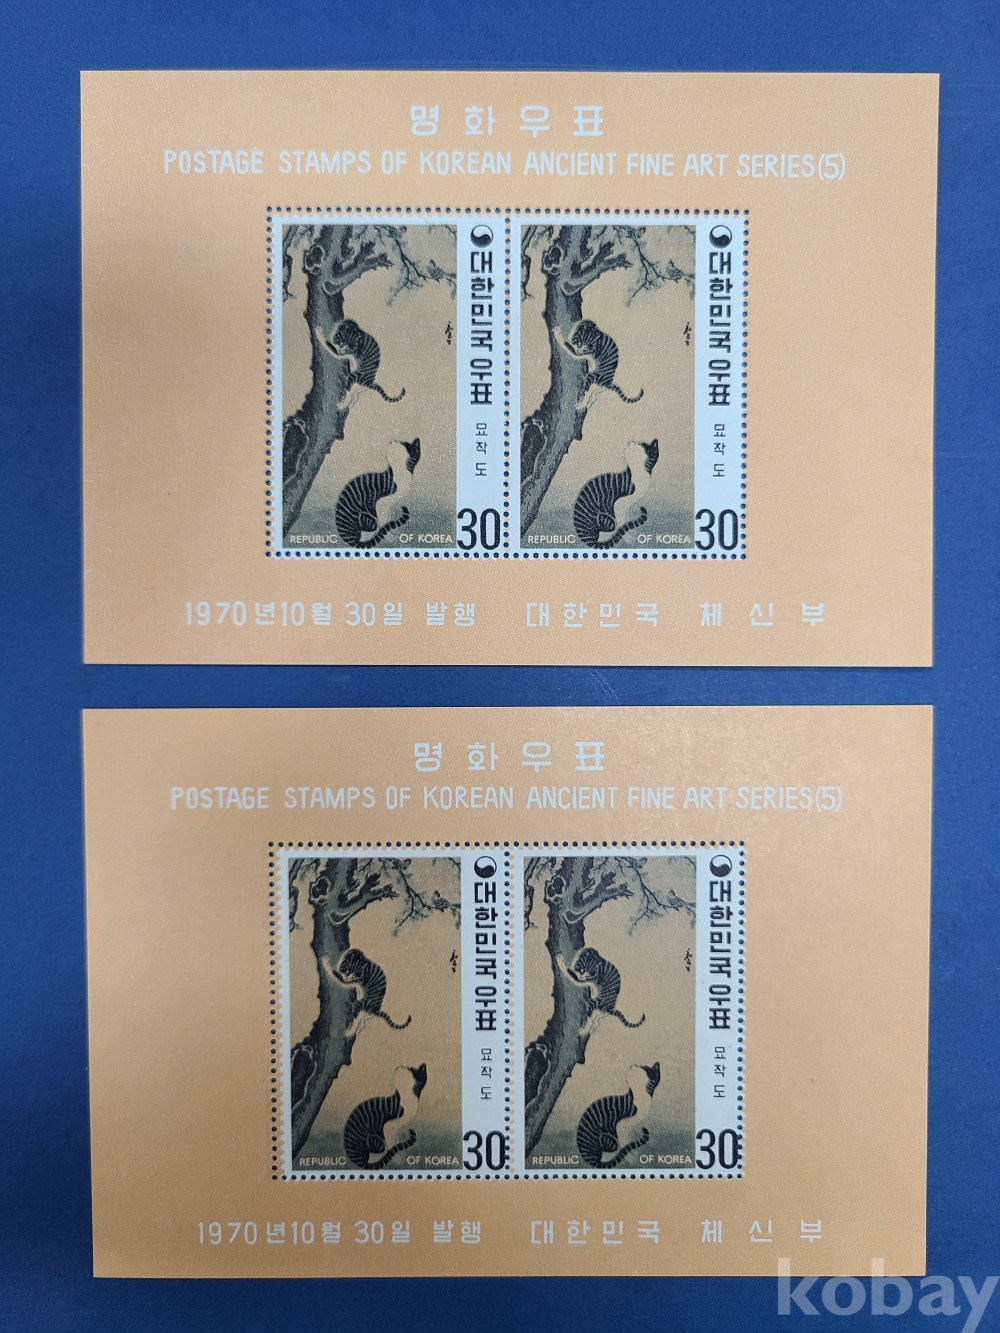 명화우표
POSTAGE STAMPS OF KOREAN ANCIENT FINE ART SERIES(5)
대한민국우표
묘작도
REPUBLIC OF KOREA 30
대한민국우표
묘작도
REPUBLIC OF KOREA 30
1970년10월 30일 발행 대한민국 체신부
명화우표
POSTAGE STAMPS OF KOREAN ANCIENT FINE ART SERIES(5)
대한민국우표
묘작도
REPUBLIC OF KOREA 30
대한민국우표
묘작도
REPUBLIC OF KOREA 30
1970년10월 30일 발행 대한민국 체신부
kobay